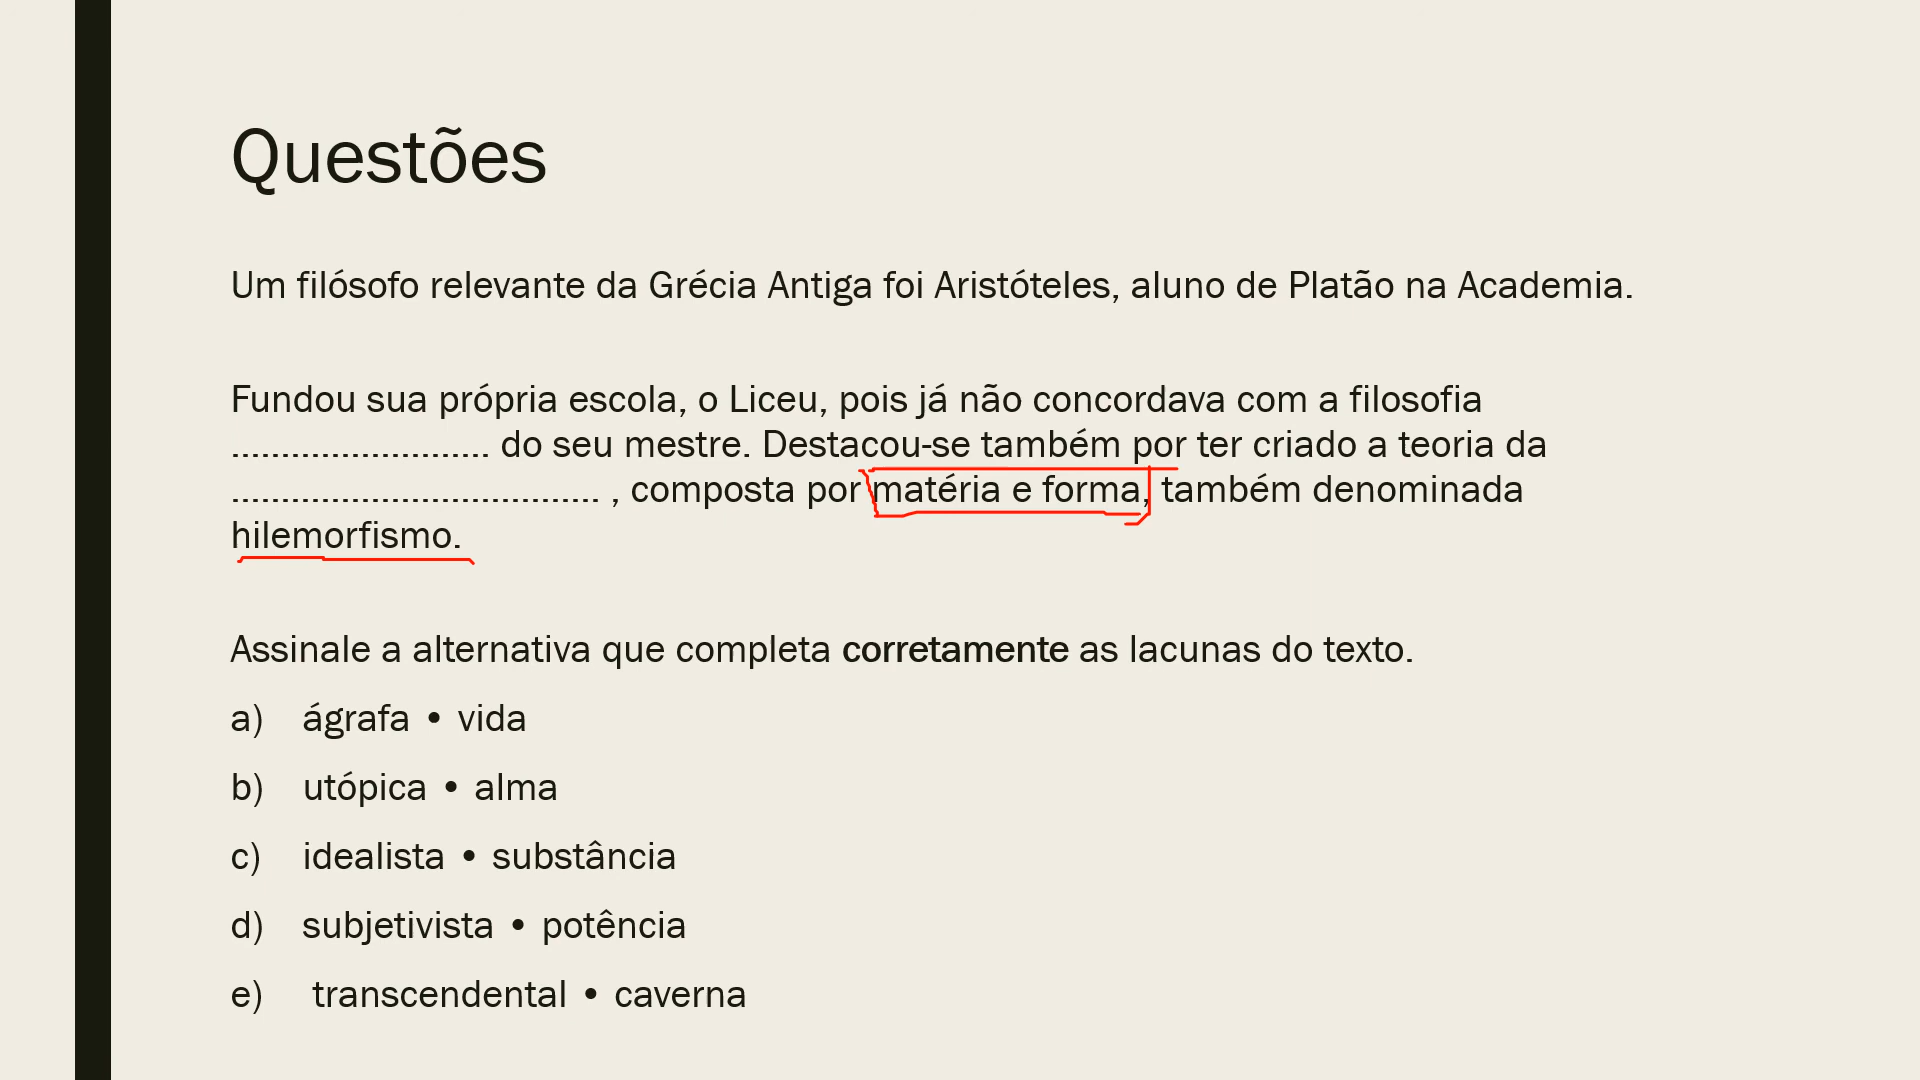 Questões
Um filósofo relevante da Grécia Antiga foi Aristóteles, aluno de Platão na Academia.
Fundou sua própria escola, o Liceu, pois já não concordava com a filosofia
.......................... do seu mestre. Destacou-se também por ter criado a teoria da
..................................... , composta por matéria e forma, também denominada
hilemorfismo.
Assinale a alternativa que completa corretamente as lacunas do texto.
a) ágrafa • vida
b) utópica • alma
c) idealista • substância
d) subjetivista • potência
e) transcendental • caverna